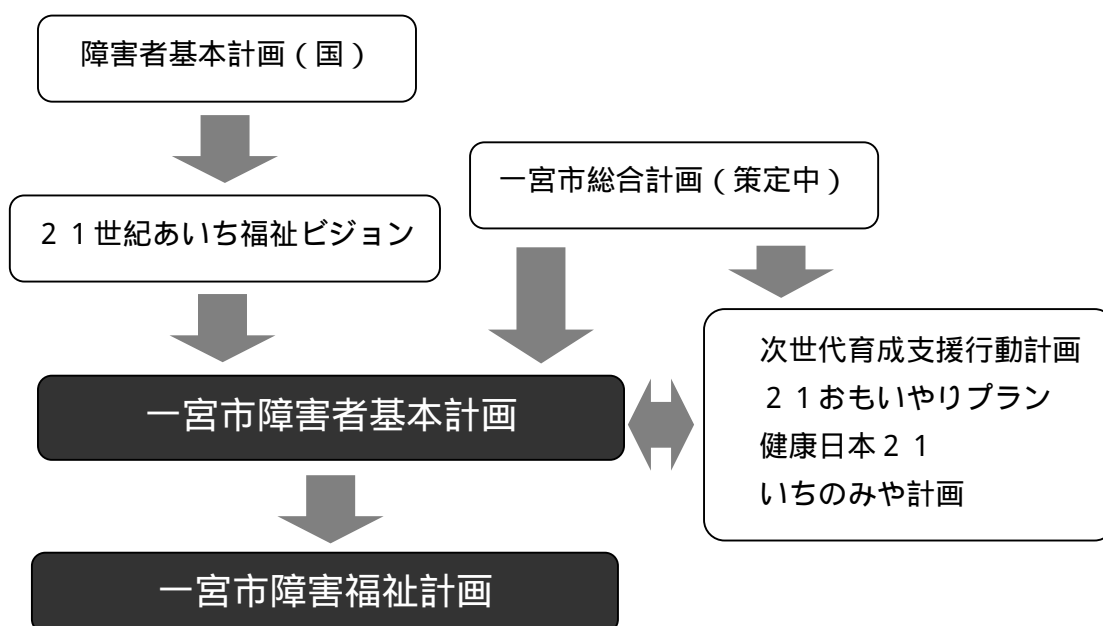 障害者基本計画（国）
一宮市総合計画（策定中）
２１世紀あいち福祉ビジョン
次世代育成支援行動計画
２１おもいやりプラン
健康日本２１
いちのみや計画
一宮市障害者基本計画
一宮市障害福祉計画